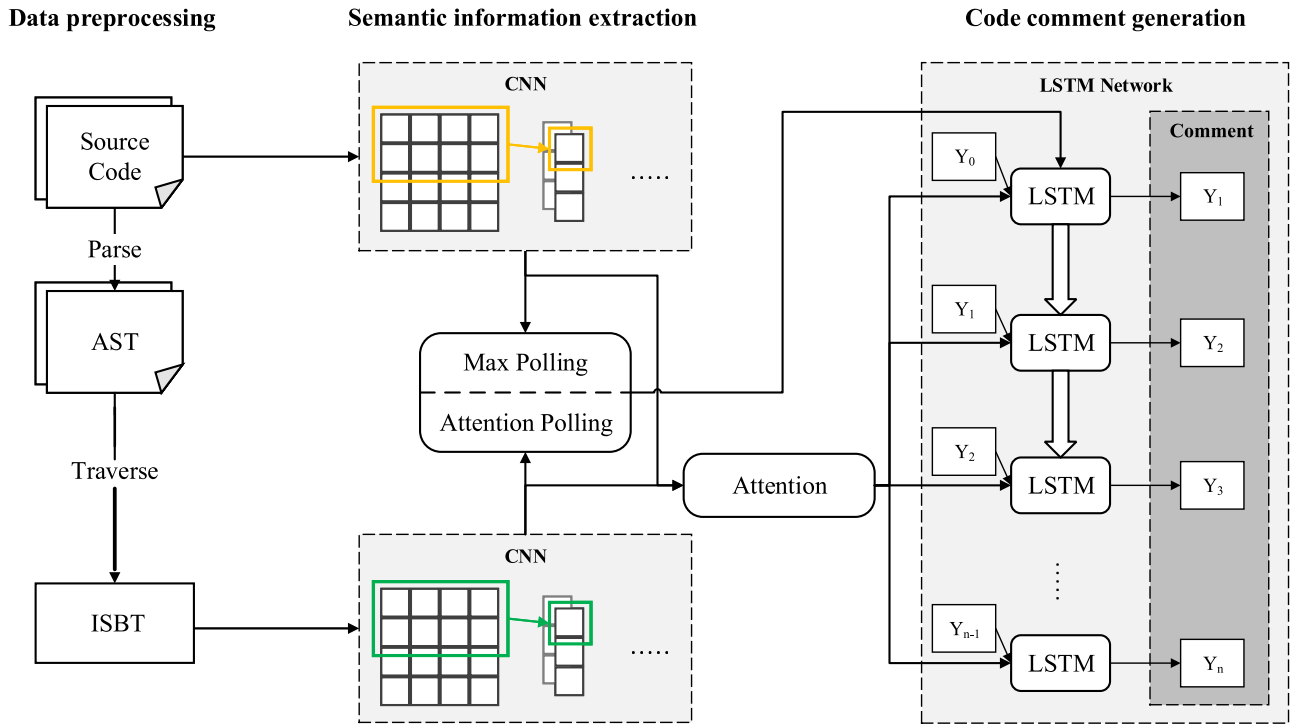 Data preprocessing
Semantic information extraction
Code comment generation
Source
Code
Parse
AST
Traverse
ISBT
CNN
.....
Max Polling
Attention Polling
Attention
CNN
.....
LSTM Network
Comment
Y0
LSTM
Y1
Y1
LSTM
Y2
Y2
LSTM
Y3
.....
Yn-1
LSTM
Yn